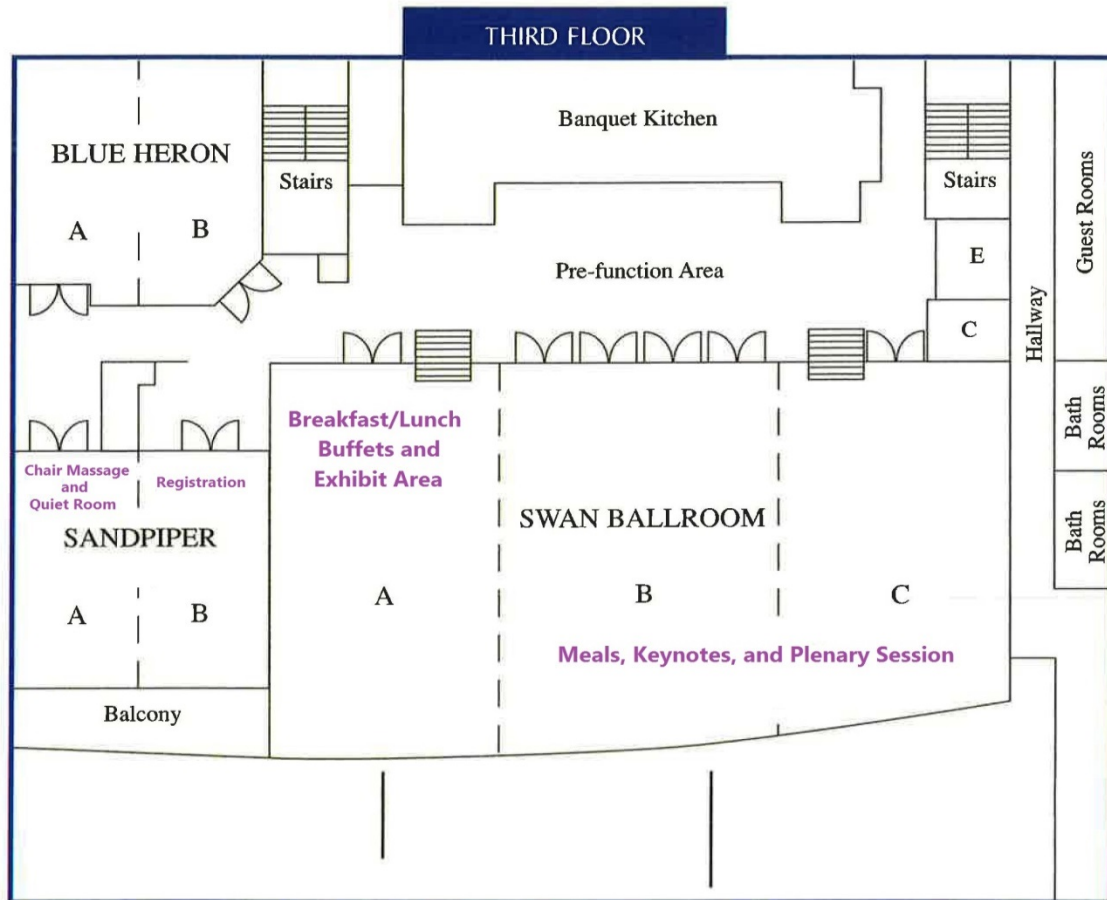 THIRD FLOOR
BLUE HERON
A
B
Stairs
Banquet Kitchen
Pre-function Area
Stairs
E
C
Hallway
Guest Rooms
Bath
Rooms
Bath
Rooms
Chair Massage
and
Quiet Room
Registration
SANDPIPER
A
B
Balcony
Breakfast/Lunch
Buffets and
Exhibit Area
SWAN BALLROOM
A
B
C
Meals, Keynotes, and Plenary Session